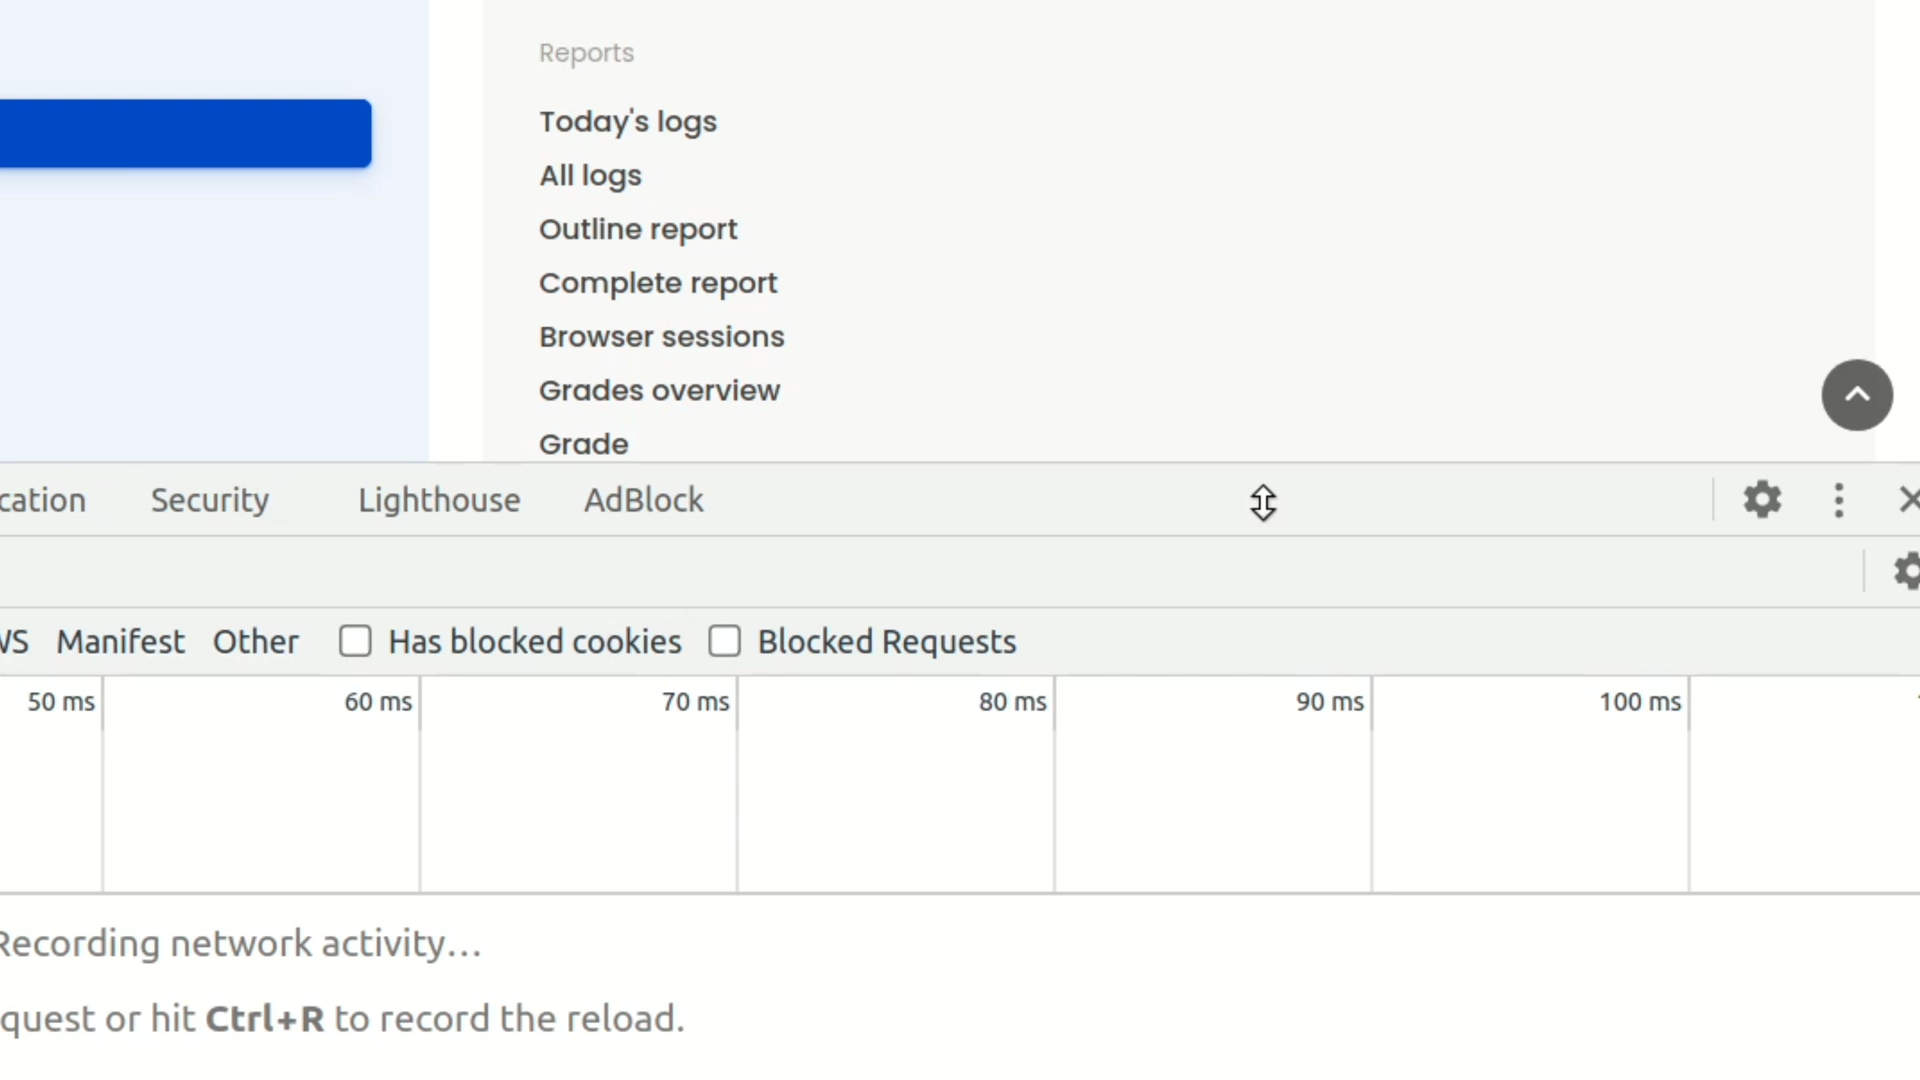 Reports
Today's logs
All logs
Outline report
Complete report
Browser sessions
Grades overview
Grade
cation Security Lighthouse AdBlock
WS Manifest Other Has blocked cookies Blocked Requests
50 ms 60 ms 70 ms 80 ms 90 ms 100 ms
Recording network activity…
quest or hit Ctrl+R to record the reload.